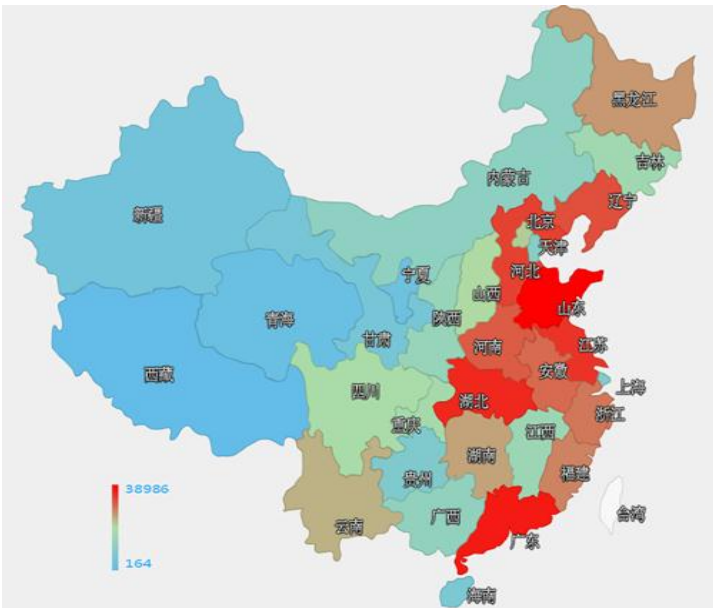 黑龙江
吉林
内蒙古
辽宁
新疆
北京
天津
宁夏
河北
山西
山东
青海
陕西
甘肃
河南
江苏
西藏
安徽
上海
四川
湖北
浙江
重庆
江西
湖南
福建
贵州
38986
台湾
广西
云南
广东
164
海南